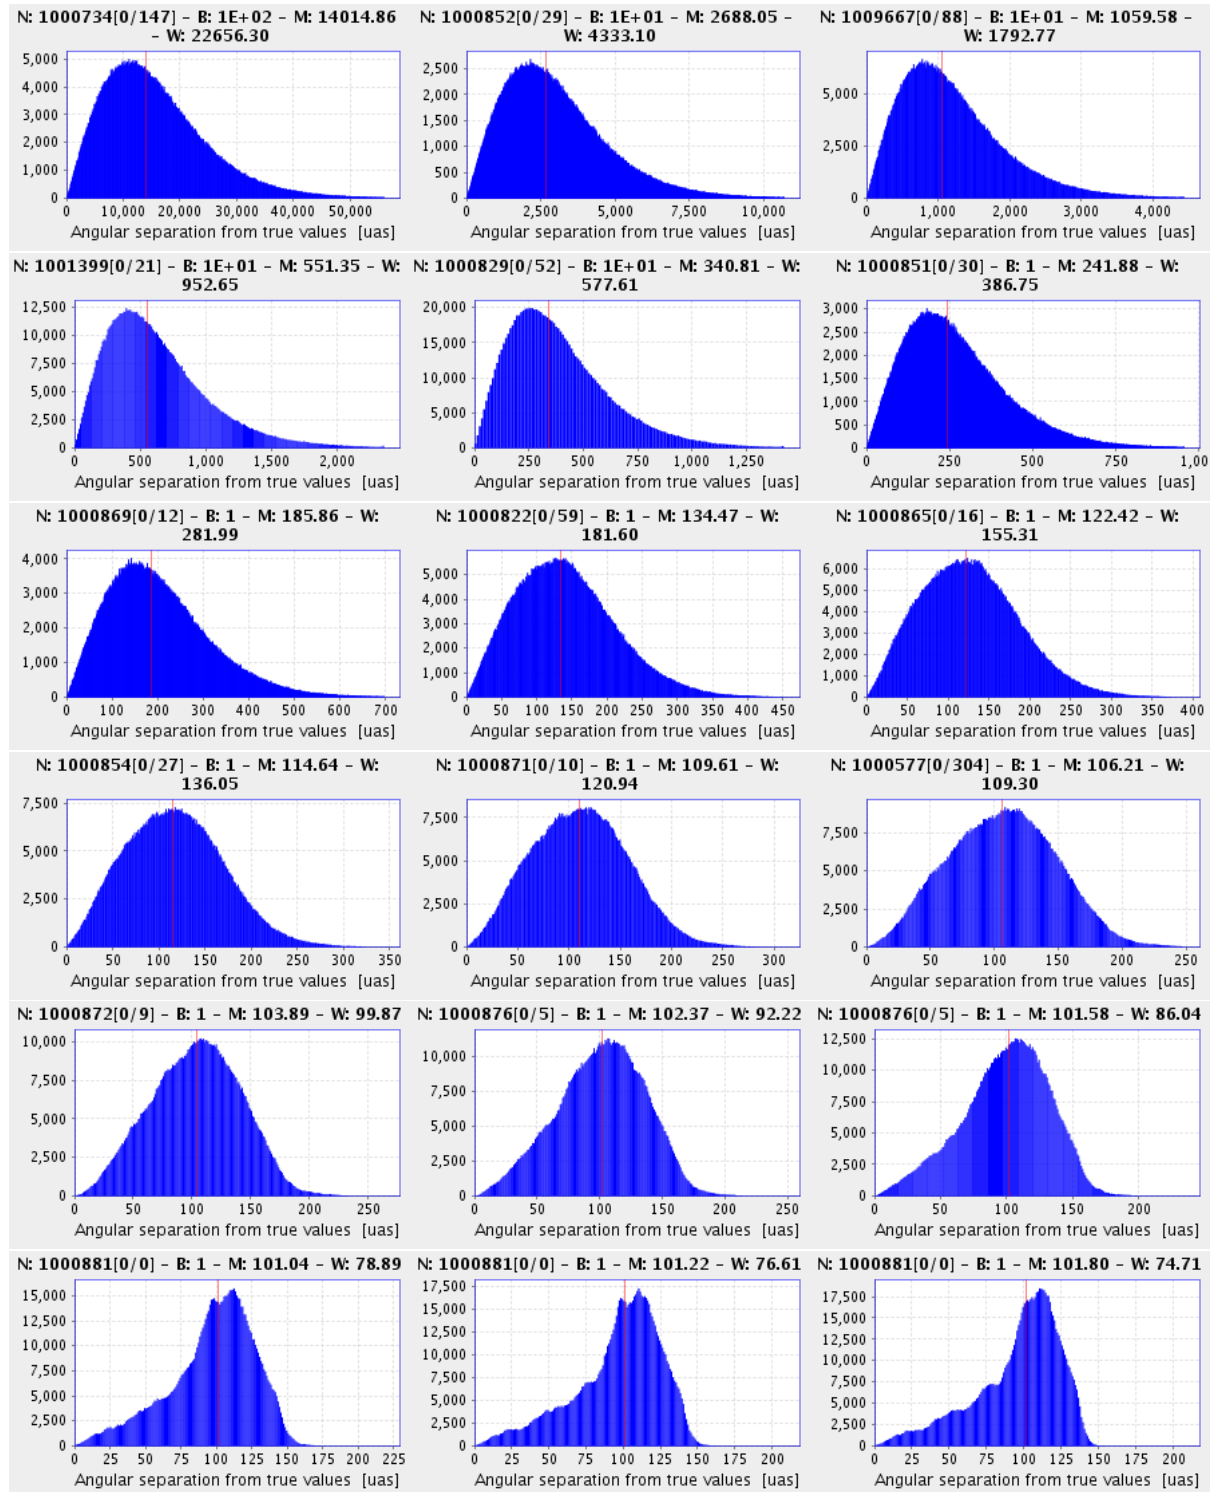 N: 1000734[0/147] - B: 1E+02 - M: 14014.86 -
- W: 22656.30
5,000
4,000
3,000
2,000
1,000
0
0 10,000 20,000 30,000 40,000 50,000
Angular separation from true values [uas]
N: 1000852[0/29] - B: 1E+01 - M: 2688.05 -
W: 4333.10
2,500
2,000
1,500
1,000
500
0
0 2,500 5,000 7,500 10,000
Angular separation from true values [uas]
N: 1009667[0/88] - B: 1E+01 - M: 1059.58 -
W: 1792.77
5,000
2,500
0
0 1,000 2,000 3,000 4,000
Angular separation from true values [uas]
N: 1001399[0/21] - B: 1E+01 - M: 551.35 - W:
952.65
12,500
10,000
7,500
5,000
2,500
0
0 500 1,000 1,500 2,000
Angular separation from true values [uas]
N: 1000829[0/52] - B: 1E+01 - M: 340.81 - W:
577.61
20,000
15,000
10,000
5,000
0
0 250 500 750 1,000 1,250
Angular separation from true values [uas]
N: 1000851[0/30] - B: 1 - M: 241.88 - W:
386.75
3,000
2,500
2,000
1,500
1,000
500
0
0 250 500 750 1,00
Angular separation from true values [uas]
N: 1000869[0/12] - B: 1 - M: 185.86 - W:
281.99
4,000
3,000
2,000
1,000
0
0 100 200 300 400 500 600 700
Angular separation from true values [uas]
N: 1000822[0/59] - B: 1 - M: 134.47 - W:
181.60
5,000
4,000
3,000
2,000
1,000
0
0 50 100 150 200 250 300 350 400 450
Angular separation from true values [uas]
N: 1000865[0/16] - B: 1 - M: 122.42 - W:
155.31
6,000
5,000
4,000
3,000
2,000
1,000
0
0 50 100 150 200 250 300 350 400
Angular separation from true values [uas]
N: 1000854[0/27] - B: 1 - M: 114.64 - W:
136.05
7,500
5,000
2,500
0
0 50 100 150 200 250 300 350
Angular separation from true values [uas]
N: 1000871[0/10] - B: 1 - M: 109.61 - W:
120.94
7,500
5,000
2,500
0
0 50 100 150 200 250 300
Angular separation from true values [uas]
N: 1000577[0/304] - B: 1 - M: 106.21 - W:
109.30
7,500
5,000
2,500
0
0 50 100 150 200 250
Angular separation from true values [uas]
N: 1000872[0/9] - B: 1 - M: 103.89 - W: 99.87
10,000
7,500
5,000
2,500
0
0 50 100 150 200 250
Angular separation from true values [uas]
N: 1000876[0/5] - B: 1 - M: 102.37 - W: 92.22
10,000
7,500
5,000
2,500
0
0 50 100 150 200 250
Angular separation from true values [uas]
N: 1000876[0/5] - B: 1 - M: 101.58 - W: 86.04
12,500
10,000
7,500
5,000
2,500
0
0 50 100 150 200
Angular separation from true values [uas]
N: 1000881[0/0] - B: 1 - M: 101.04 - W: 78.89
15,000
12,500
10,000
7,500
5,000
2,500
0
0 25 50 75 100 125 150 175 200 225
Angular separation from true values [uas]
N: 1000881[0/0] - B: 1 - M: 101.22 - W: 76.61
17,500
15,000
12,500
10,000
7,500
5,000
2,500
0
0 25 50 75 100 125 150 175 200
Angular separation from true values [uas]
N: 1000881[0/0] - B: 1 - M: 101.80 - W: 74.71
17,500
15,000
12,500
10,000
7,500
5,000
2,500
0
0 25 50 75 100 125 150 175 200
Angular separation from true values [uas]